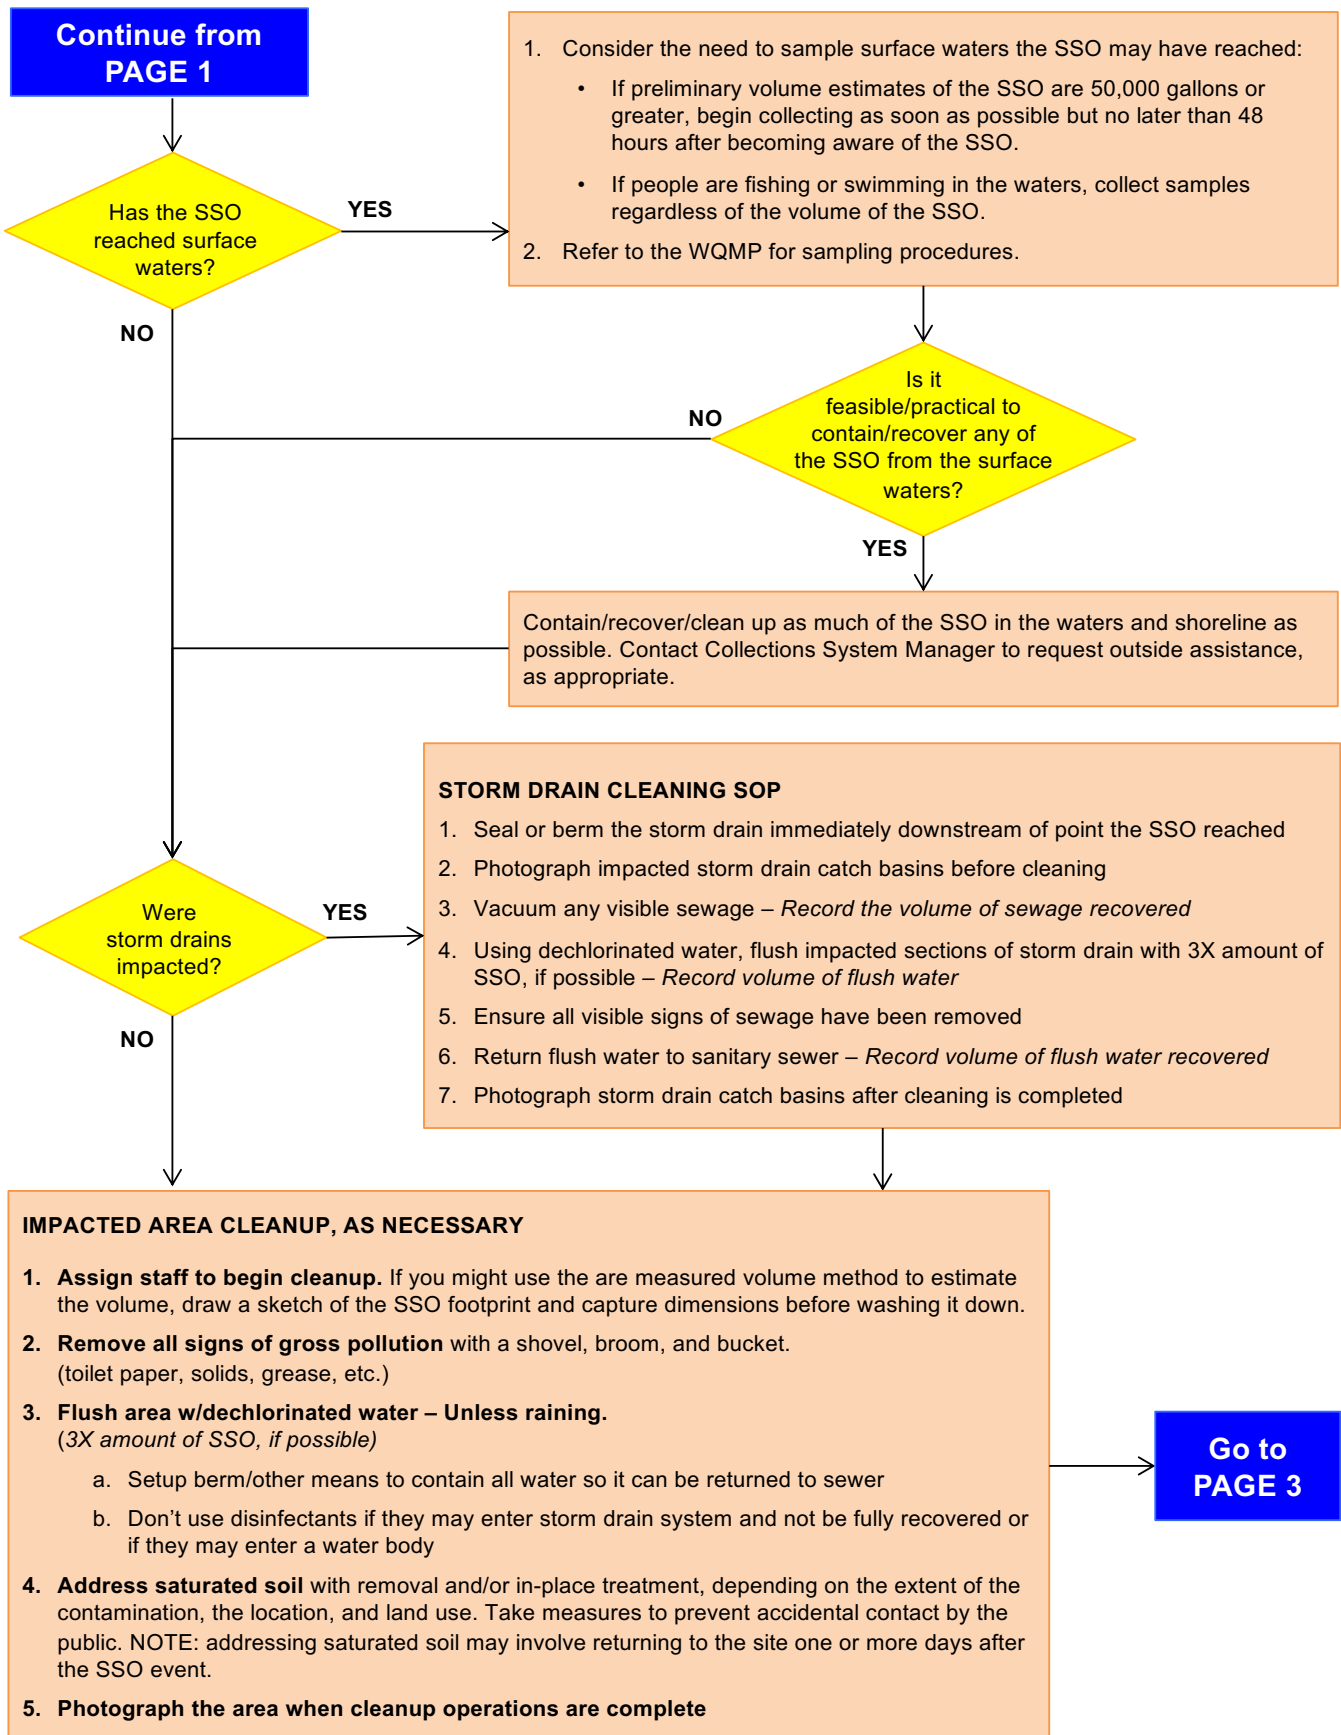 Continue from
PAGE 1
1. Consider the need to sample surface waters the SSO may have reached:
• If preliminary volume estimates of the SSO are 50,000 gallons or
greater, begin collecting as soon as possible but no later than 48
hours after becoming aware of the SSO.
• If people are fishing or swimming in the waters, collect samples
regardless of the volume of the SSO.
2. Refer to the WQMP for sampling procedures.
Has the SSO
reached surface
waters?
YES
NO
Is it
feasible/practical to
contain/recover any of
the SSO from the surface
waters?
NO
YES
Contain/recover/clean up as much of the SSO in the waters and shoreline as
possible. Contact Collections System Manager to request outside assistance,
as appropriate.
Were
storm drains
impacted?
YES
NO
STORM DRAIN CLEANING SOP
1. Seal or berm the storm drain immediately downstream of point the SSO reached
2. Photograph impacted storm drain catch basins before cleaning
3. Vacuum any visible sewage – Record the volume of sewage recovered
4. Using dechlorinated water, flush impacted sections of storm drain with 3X amount of
SSO, if possible – Record volume of flush water
5. Ensure all visible signs of sewage have been removed
6. Return flush water to sanitary sewer – Record volume of flush water recovered
7. Photograph storm drain catch basins after cleaning is completed
IMPACTED AREA CLEANUP, AS NECESSARY
1. Assign staff to begin cleanup. If you might use the are measured volume method to estimate
the volume, draw a sketch of the SSO footprint and capture dimensions before washing it down.
2. Remove all signs of gross pollution with a shovel, broom, and bucket.
(toilet paper, solids, grease, etc.)
3. Flush area w/dechlorinated water – Unless raining.
(3X amount of SSO, if possible)
a. Setup berm/other means to contain all water so it can be returned to sewer
b. Don't use disinfectants if they may enter storm drain system and not be fully recovered or
if they may enter a water body
4. Address saturated soil with removal and/or in-place treatment, depending on the extent of the
contamination, the location, and land use. Take measures to prevent accidental contact by the
public. NOTE: addressing saturated soil may involve returning to the site one or more days after
the SSO event.
5. Photograph the area when cleanup operations are complete
Go to
PAGE 3